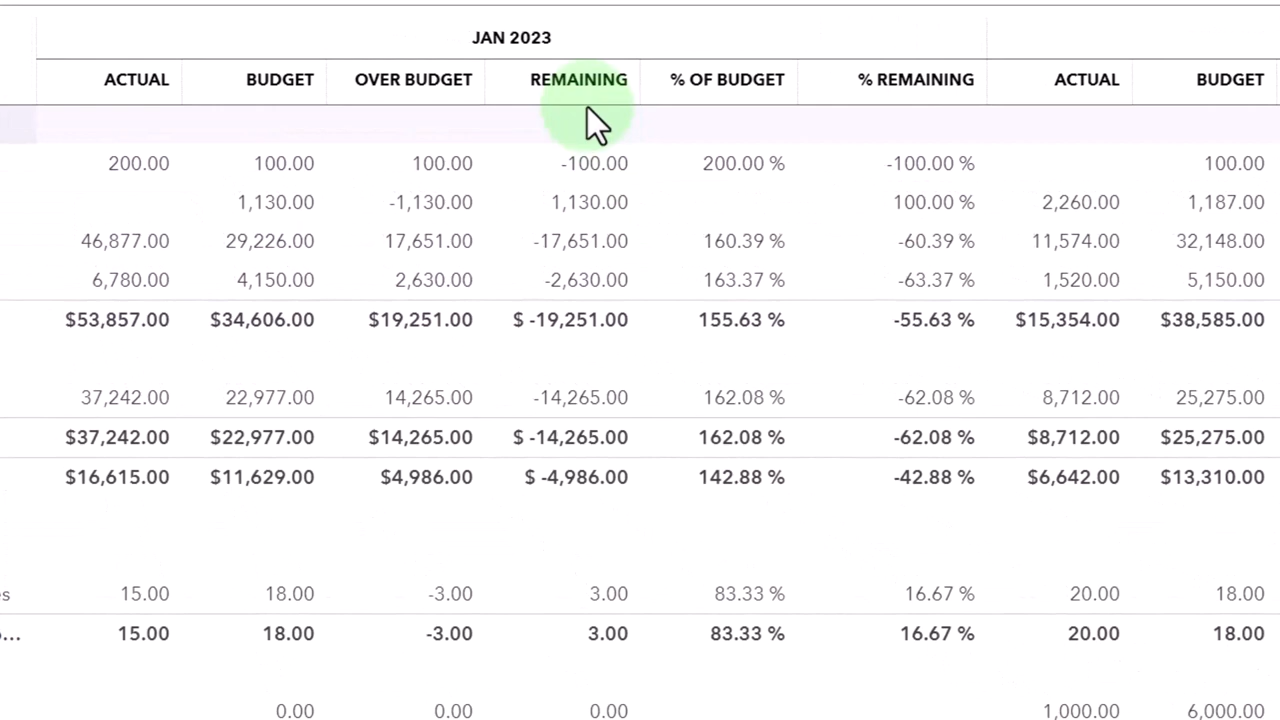 JAN 2023
ACTUAL BUDGET OVER BUDGET REMAINING % OF BUDGET % REMAINING ACTUAL BUDGET
200.00 100.00 100.00 -100.00 200.00 % -100.00 % 100.00
1,130.00 -1,130.00 1,130.00 100.00 % 2,260.00 1,187.00
46,877.00 29,226.00 17,651.00 -17,651.00 160.39 % -60.39 % 11,574.00 32,148.00
6,780.00 4,150.00 2,630.00 -2,630.00 163.37 % -63.37 % 1,520.00 5,150.00
$53,857.00 $34,606.00 $19,251.00 $ -19,251.00 155.63 % -55.63 % $15,354.00 $38,585.00
37,242.00 22,977.00 14,265.00 -14,265.00 162.08 % -62.08 % 8,712.00 25,275.00
$37,242.00 $22,977.00 $14,265.00 $ -14,265.00 162.08 % -62.08 % $8,712.00 $25,275.00
$16,615.00 $11,629.00 $4,986.00 $ -4,986.00 142.88 % -42.88 % $6,642.00 $13,310.00
es 15.00 18.00 -3.00 3.00 83.33 % 16.67 % 20.00 18.00
... 15.00 18.00 -3.00 3.00 83.33 % 16.67 % 20.00 18.00
0.00 0.00 0.00 1,000.00 6,000.00